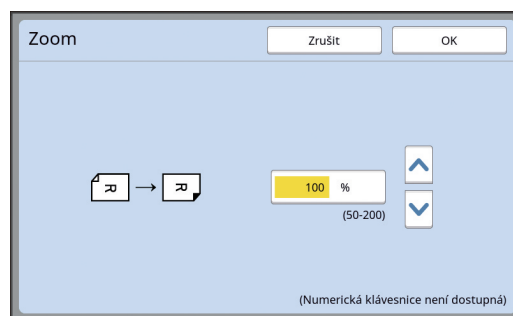 Zoom
Zrušit
OK
R → R
100 %
(50-200)
(Numerická klávesnice není dostupná)